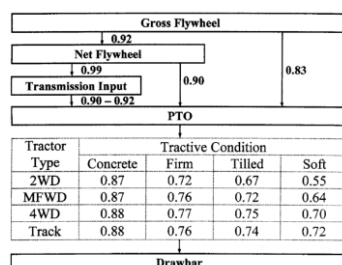 Gross Flywheel
0.92
Net Flywheel
0.99
0.83
Transmission Input
0.90
0.90 – 0.92
PTO
Tractor Type Tractive Condition
Concrete Firm Tilled Soft
2WD 0.87 0.72 0.67 0.55
MFWD 0.87 0.76 0.72 0.64
4WD 0.88 0.77 0.75 0.70
Track 0.88 0.76 0.74 0.72
Drawbar